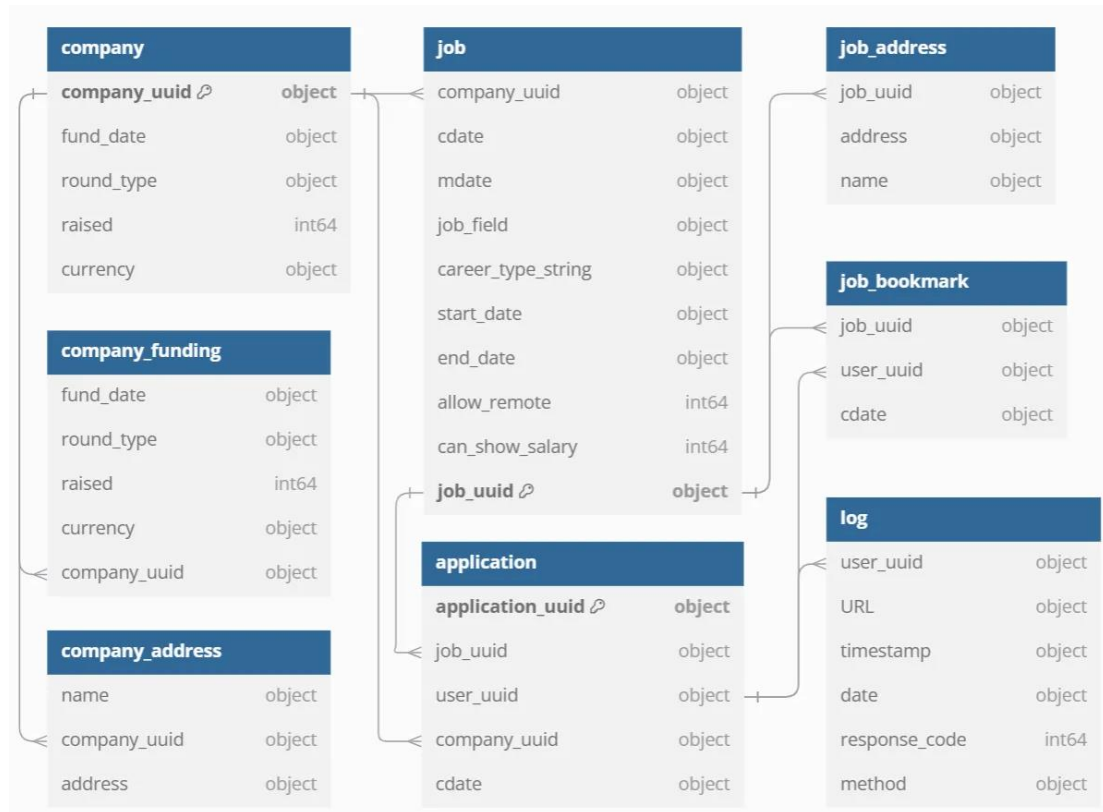 company
company_uuid object
fund_date object
round_type object
raised int64
currency object
company_funding
fund_date object
round_type object
raised int64
currency object
company_uuid object
company_address
name object
company_uuid object
address object
job
company_uuid object
cdate object
mdate object
job_field object
career_type_string object
start_date object
end_date object
allow_remote int64
can_show_salary int64
job_uuid object
application
application_uuid object
job_uuid object
user_uuid object
company_uuid object
cdate object
job_address
job_uuid object
address object
name object
job_bookmark
job_uuid object
user_uuid object
cdate object
log
user_uuid object
URL object
timestamp object
date object
response_code int64
method object